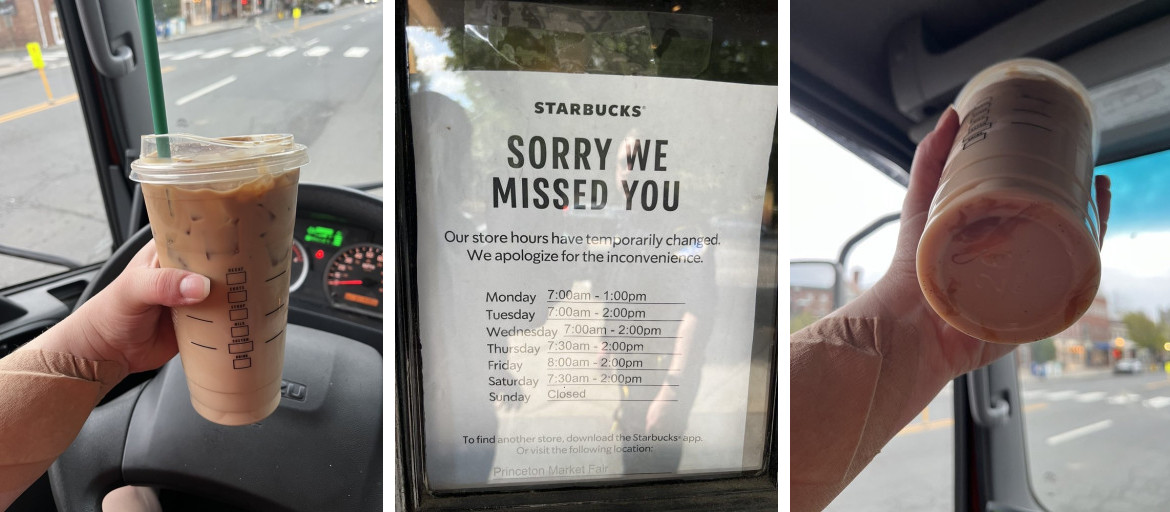 STARBUCKS®
SORRY WE
MISSED YOU
Our store hours have temporarily changed.
We apologize for the inconvenience.
Monday 7:00am - 1:00pm
Tuesday 7:00am - 2:00pm
Wednesday 7:00am - 2:00pm
Thursday 7:30am - 2:00pm
Friday 8:00am - 2:00pm
Saturday 7:30am - 2:00pm
Sunday Closed
To find another store, download the Starbucks® app.
Or visit the following location:
Princeton Market Fair